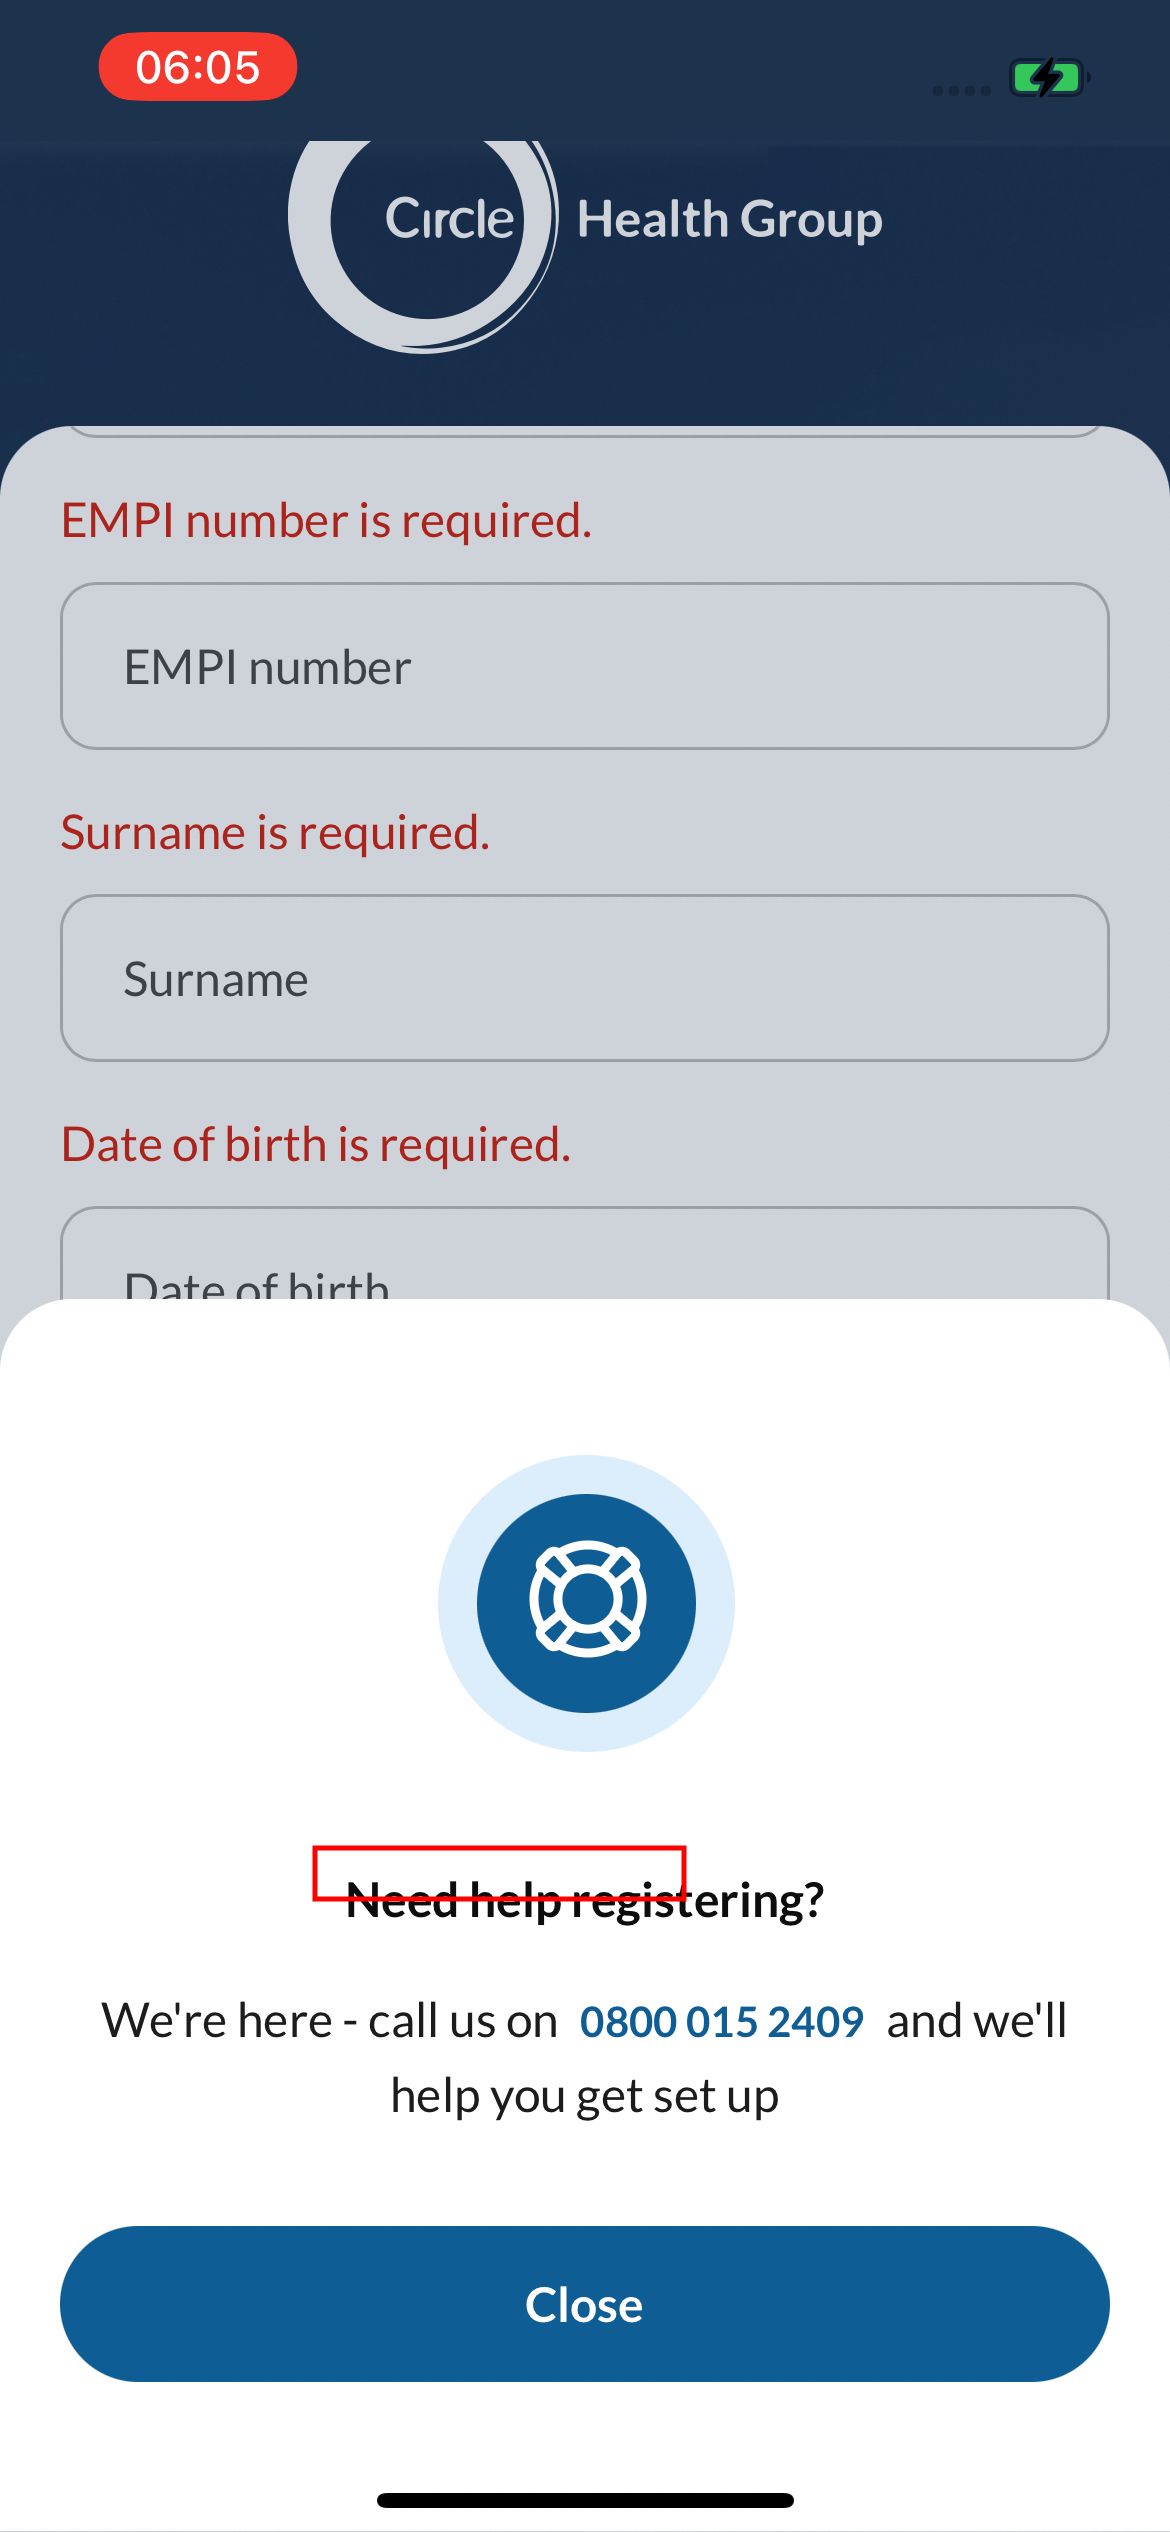 06:05
Circle Health Group
EMPI number is required.
EMPI number
Surname is required.
Surname
Date of birth is required.
Date of birth
Need help registering?
We're here - call us on 0800 015 2409 and we'll
help you get set up
Close